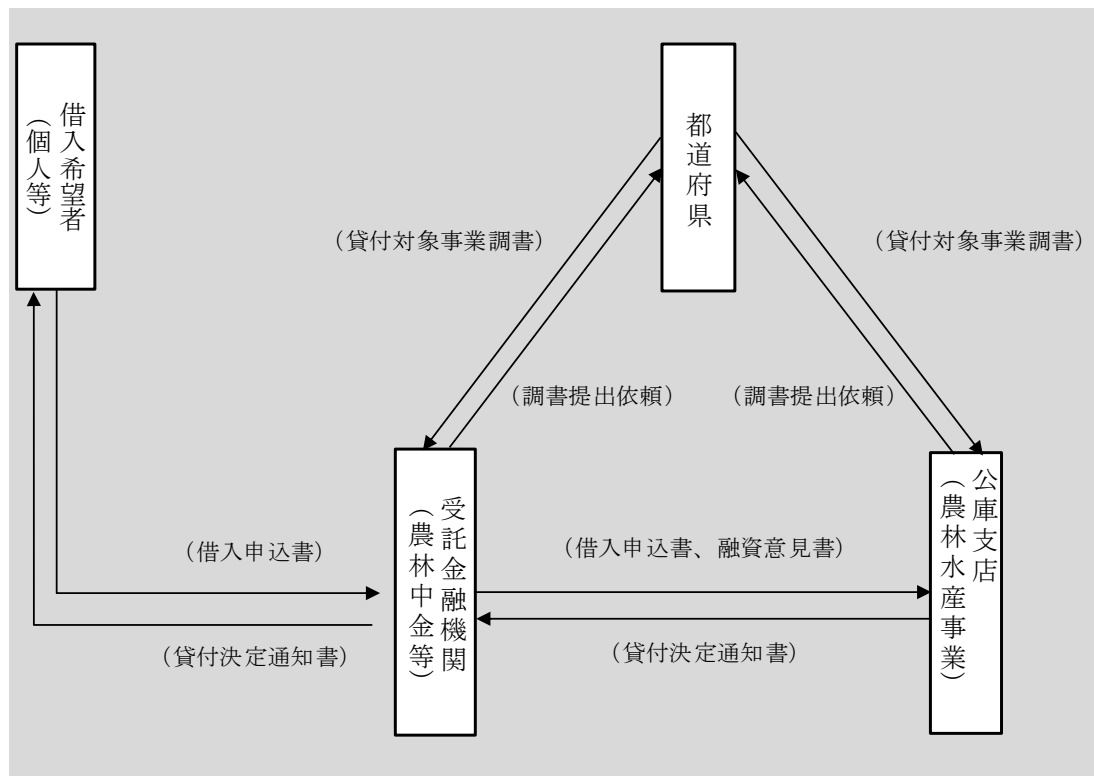 借入希望者
（個人等）
都道府県
（貸付対象事業調書）
（貸付対象事業調書）
（調書提出依頼）
（調書提出依頼）
受託金融機関
（農林中金等）
公庫支店
（農林水産事業）
（借入申込書）
（借入申込書、融資意見書）
（貸付決定通知書）
（貸付決定通知書）